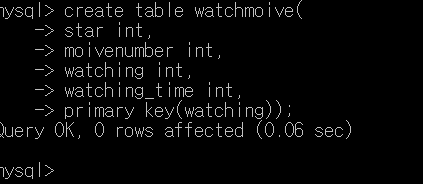 mysql> create table watchmoive(
-> star int,
-> moivenumber int,
-> watching int,
-> watching_time int,
-> primary key(watching));
Query OK, 0 rows affected (0.06 sec)
mysql>